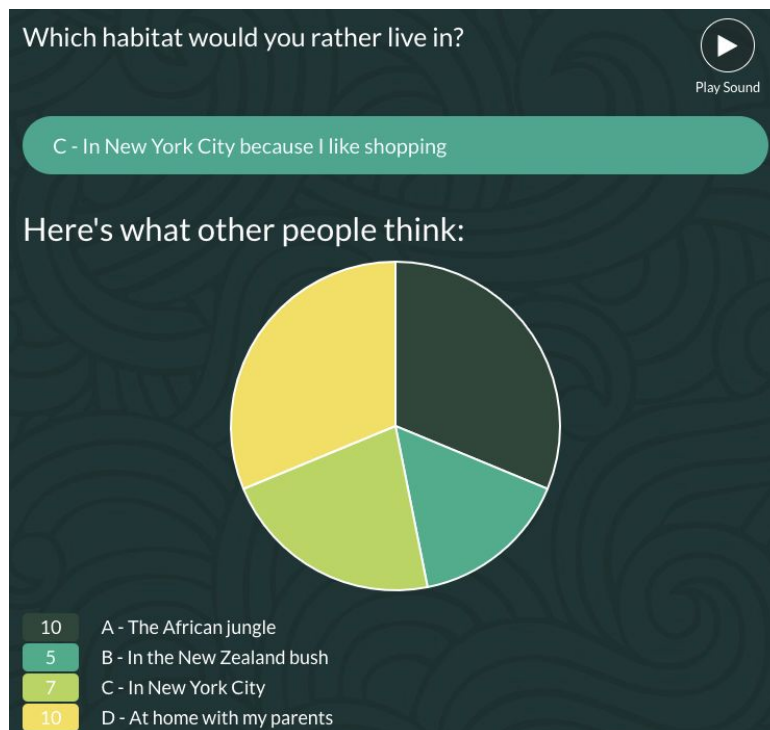 Which habitat would you rather live in?
Play Sound
C - In New York City because I like shopping
Here's what other people think:
10 A - The African jungle
5 B - In the New Zealand bush
7 C - In New York City
10 D - At home with my parents